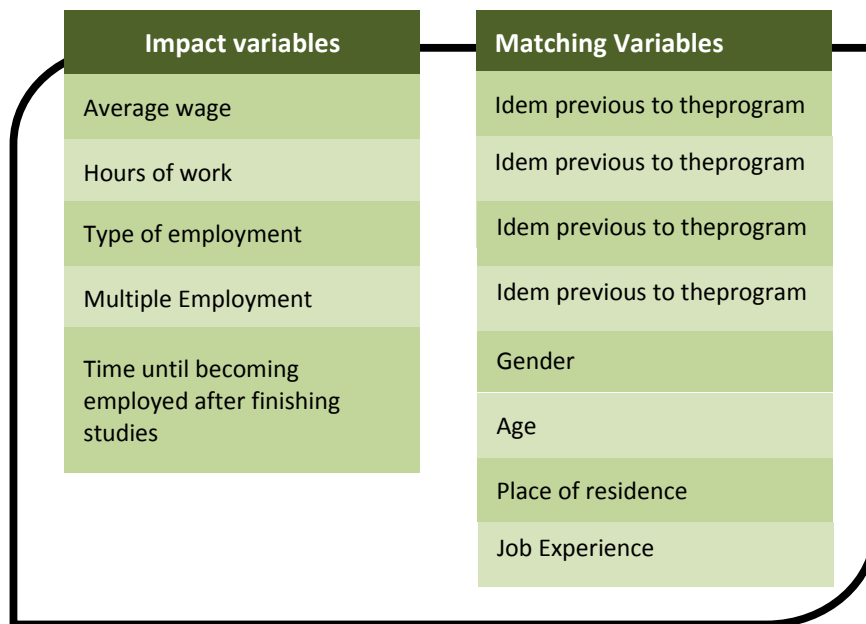 Impact variables
Average wage
Hours of work
Type of employment
Multiple Employment
Time until becoming
employed after finishing
studies
Matching Variables
Idem previous to theprogram
Idem previous to theprogram
Idem previous to theprogram
Idem previous to theprogram
Gender
Age
Place of residence
Job Experience